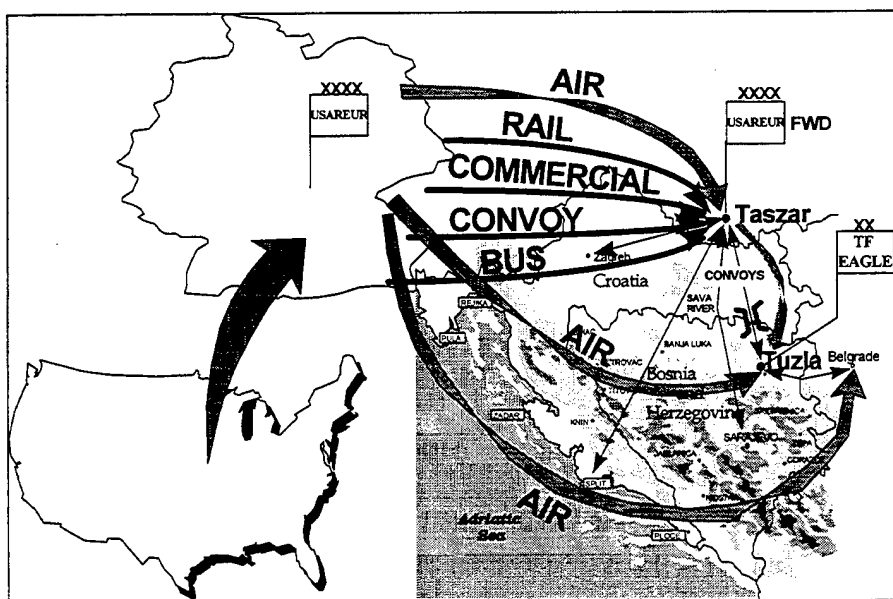 XXXX
USAREUR
AIR
XXXX
USAREUR FWD
RAIL
COMMERCIAL
Taszar
CONVOY
XX
TF
EAGLE
Zagreb
BUS
Croatia
CONVOYS
SAVA
RIVER
PULA
BANJA LUKA
AIR
Tuzla
Belgrade
Bosnia
Herzegovina
ZADAR
KNIN
SARAJEVO
SPLIT
AIR
Adriatic
Sea
PLOCE